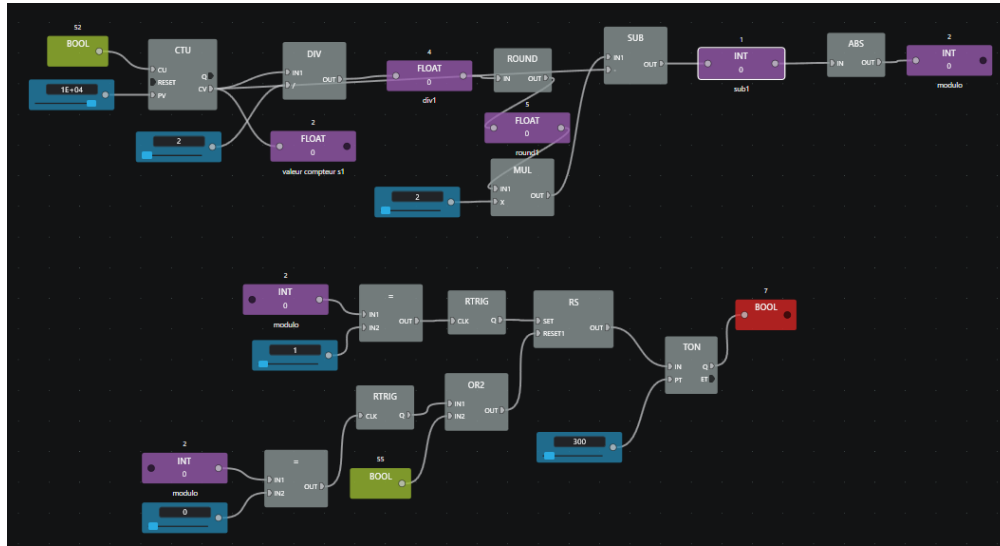 52
BOOL
CTU
CU
RESET
PV
Q
CV
1E+04
2
DIV
IN1
/
OUT
2
FLOAT
0
valeur compteur s1
4
FLOAT
0
div1
ROUND
IN
OUT
5
FLOAT
0
round1
MUL
IN1
X
OUT
2
SUB
IN1
-
OUT
1
INT
0
sub1
ABS
IN
OUT
2
INT
0
modulo
2
INT
0
modulo
1
=
IN1
IN2
OUT
RTRIG
CLK
Q
RS
SET
RESET1
OUT
7
BOOL
TON
IN
PT
Q
ET
300
RTRIG
CLK
Q
OR2
IN1
IN2
OUT
55
BOOL
2
INT
0
modulo
0
=
IN1
IN2
OUT